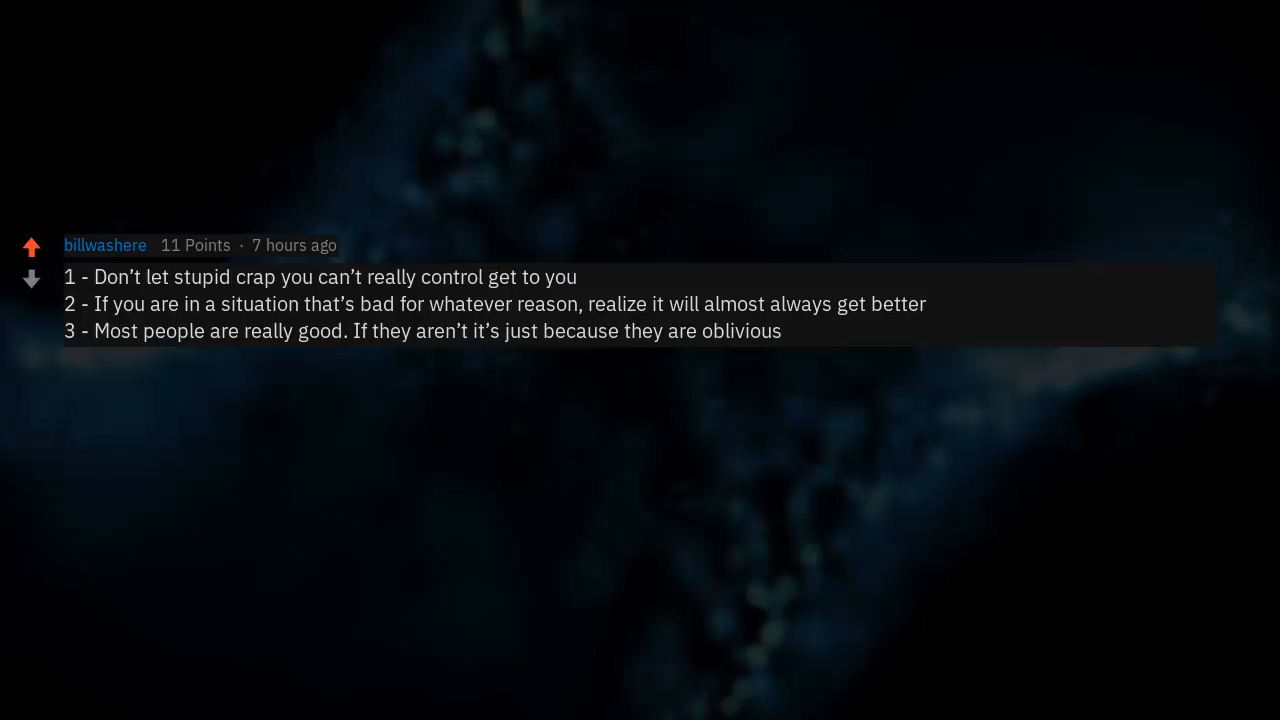 billwashere 11 Points · 7 hours ago
1 - Don’t let stupid crap you can’t really control get to you
2 - If you are in a situation that’s bad for whatever reason, realize it will almost always get better
3 - Most people are really good. If they aren’t it’s just because they are oblivious